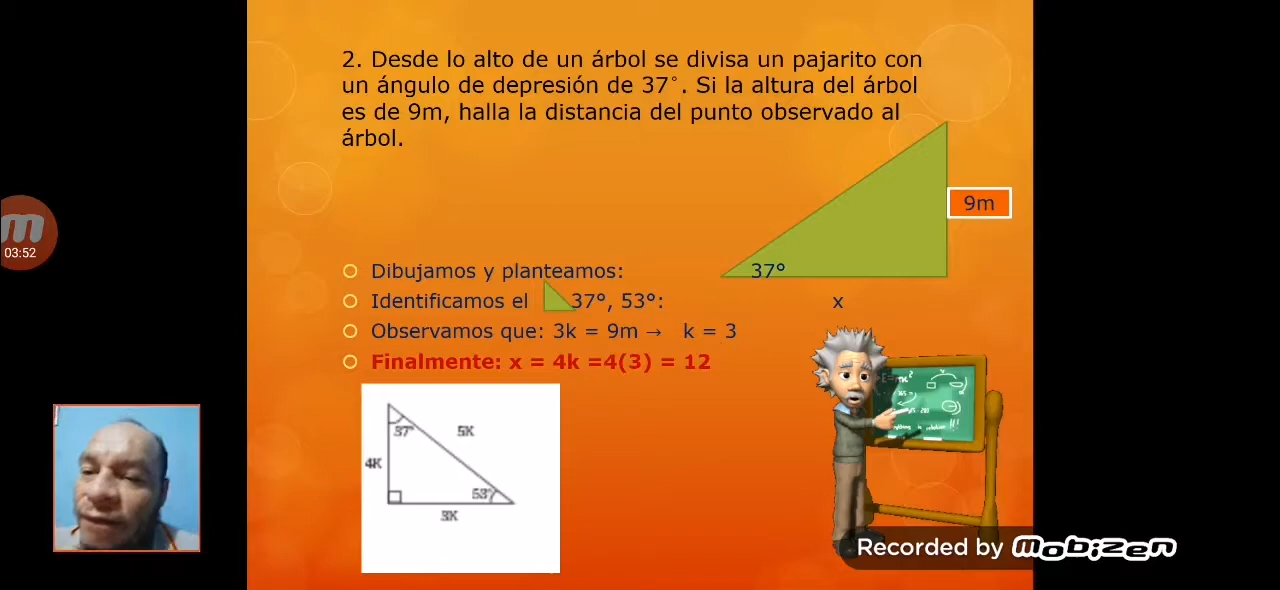 2. Desde lo alto de un árbol se divisa un pajarito con
un ángulo de depresión de 37°. Si la altura del árbol
es de 9m, halla la distancia del punto observado al
árbol.
9m
m
03:52
37°
Dibujamos y planteamos:
Identificamos el 37°, 53°:
x
Observamos que: 3k = 9m → k = 3
Finalmente: x = 4k =4(3) = 12
E=mc²
37°
5K
4K
53°
3K
Recorded by mobizen